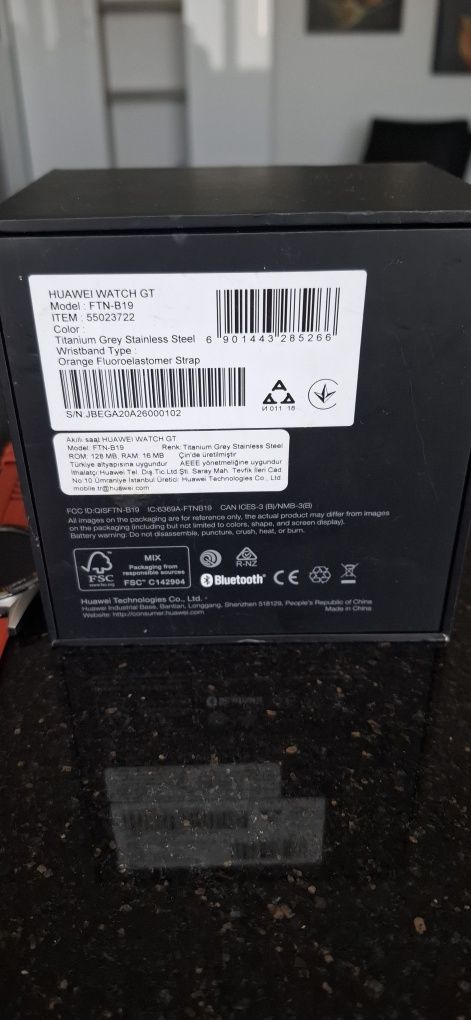 HUAWEI WATCH GT
Model : FTN-B19
ITEM : 55023722
Color :
Titanium Grey Stainless Steel
Wristband Type :
Orange Fluoroelastomer Strap
6 901443 285266
S/N:JBEGA20A26000102
И 011 18
Akıllı saat HUAWEI WATCH GT
Model: FTN-B19 Renk: Titanium Grey Stainless Steel
ROM: 128 MB, RAM: 16 MB Çin'de üretilmiştir
Türkiye altyapısına uygundur AEEE yönetmeliğine uygundur
İthalatçı: Huawei Tel. Dış Tic.Ltd Şti. Saray Mah. Tevfik İleri Cad.
No:10 Ümraniye İstanbul Üretici: Huawei Technologies Co., Ltd
mobile.tr@huawei.com
FCC ID:QISFTN-B19 IC:6369A-FTNB19 CAN ICES-3 (B)/NMB-3(B)
All images on the packaging are for reference only, the actual product may differ from images
on the packaging (including but not limited to colors, shape, and screen display).
Battery warning: Do not disassemble, puncture, crush, heat, or burn.
FSC
www.fsc.org
MIX
Packaging from
responsible sources
FSC® C142904
R-NZ
Bluetooth®
CE
Huawei Technologies Co., Ltd.
Huawei Industrial Base, Bantian, Longgang, Shenzhen 518129, People's Republic of China
Website: http://consumer.huawei.com Made in China